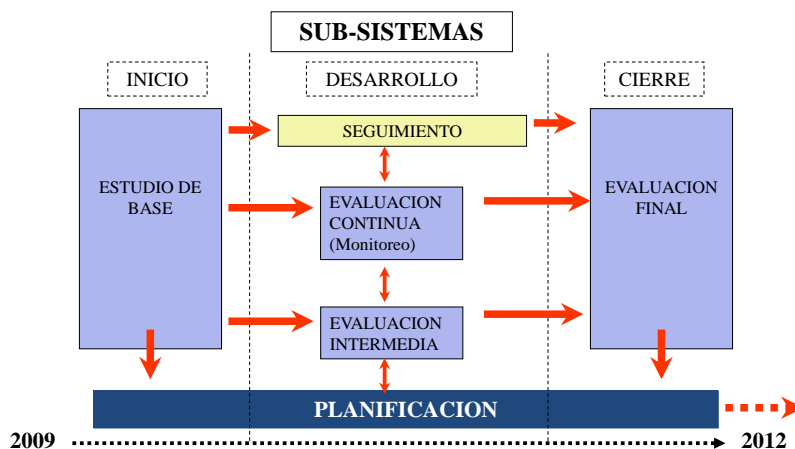 SUB-SISTEMAS
INICIO
DESARROLLO
CIERRE
SEGUIMIENTO
ESTUDIO DE
BASE
EVALUACION
CONTINUA
(Monitoreo)
EVALUACION
FINAL
EVALUACION
INTERMEDIA
PLANIFICACION
2009
2012